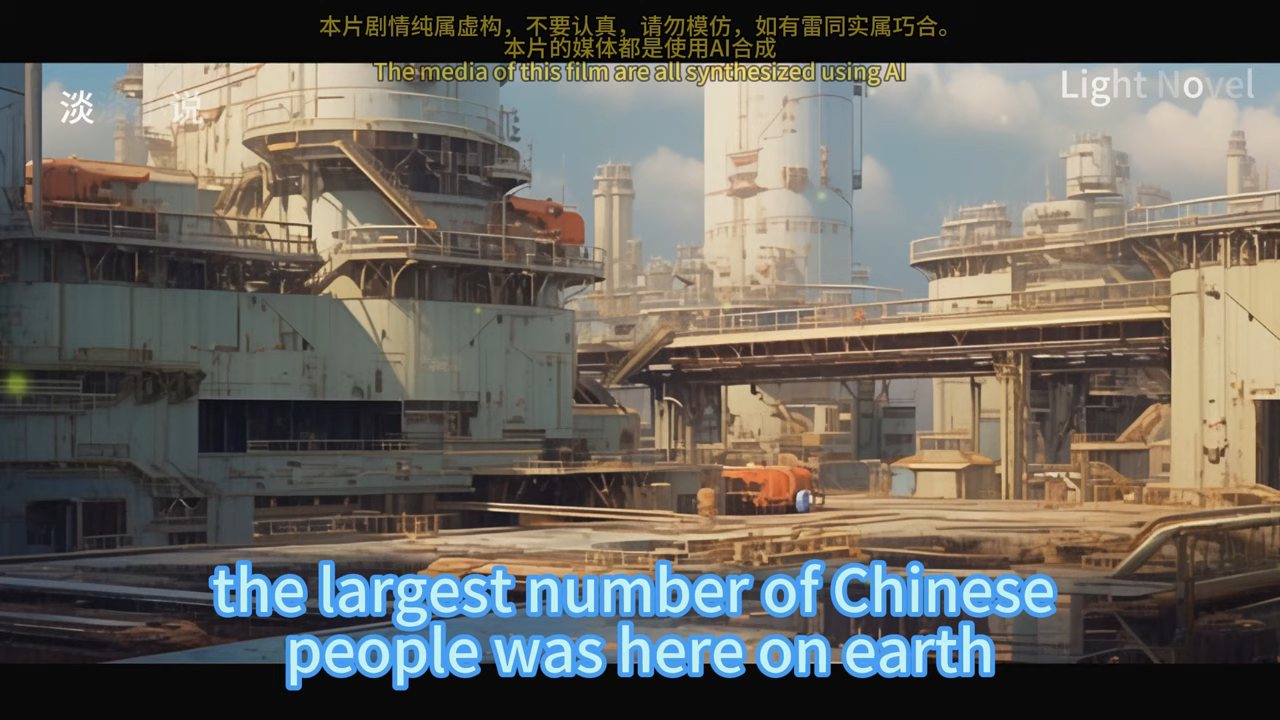 本片剧情纯属虚构，不要认真，请勿模仿，如有雷同实属巧合。
本片的媒体都是使用AI合成
The media of this film are all synthesized using AI
淡 说
Light Novel
the largest number of Chinese
people was here on earth